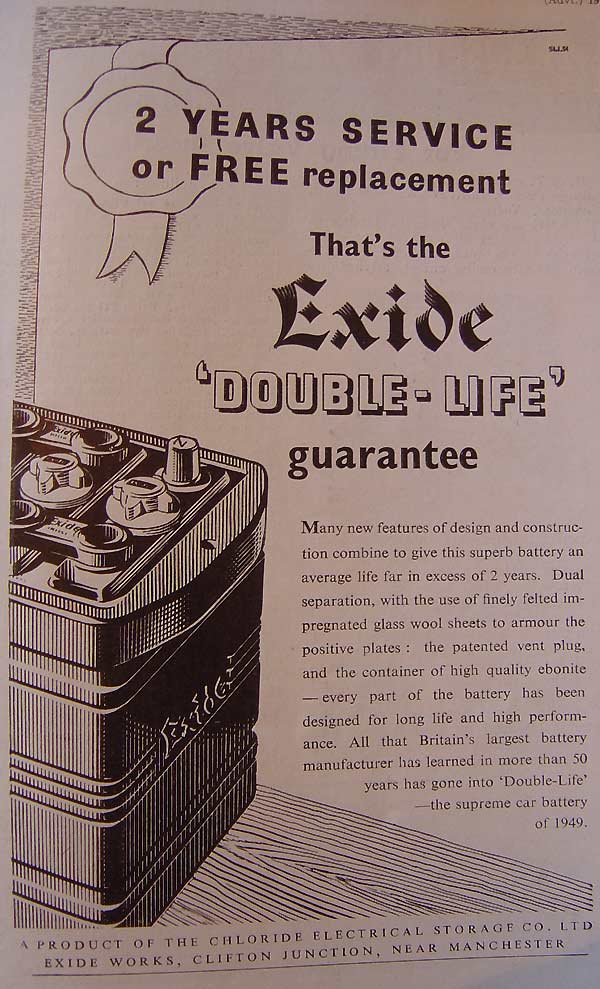 (Advt.) 19
2 YEARS SERVICE
or FREE replacement
That's the
Exide
'DOUBLE-LIFE'
guarantee
Many new features of design and construc-
tion combine to give this superb battery an
average life far in excess of 2 years. Dual
separation, with the use of finely felted im-
pregnated glass wool sheets to armour the
positive plates : the patented vent plug,
and the container of high quality ebonite
— every part of the battery has been
designed for long life and high perform-
ance. All that Britain's largest battery
manufacturer has learned in more than 50
years has gone into 'Double-Life'
—the supreme car battery
of 1949.
Exide
Exide
Exide
A PRODUCT OF THE CHLORIDE ELECTRICAL STORAGE CO. LTD
EXIDE WORKS, CLIFTON JUNCTION, NEAR MANCHESTER